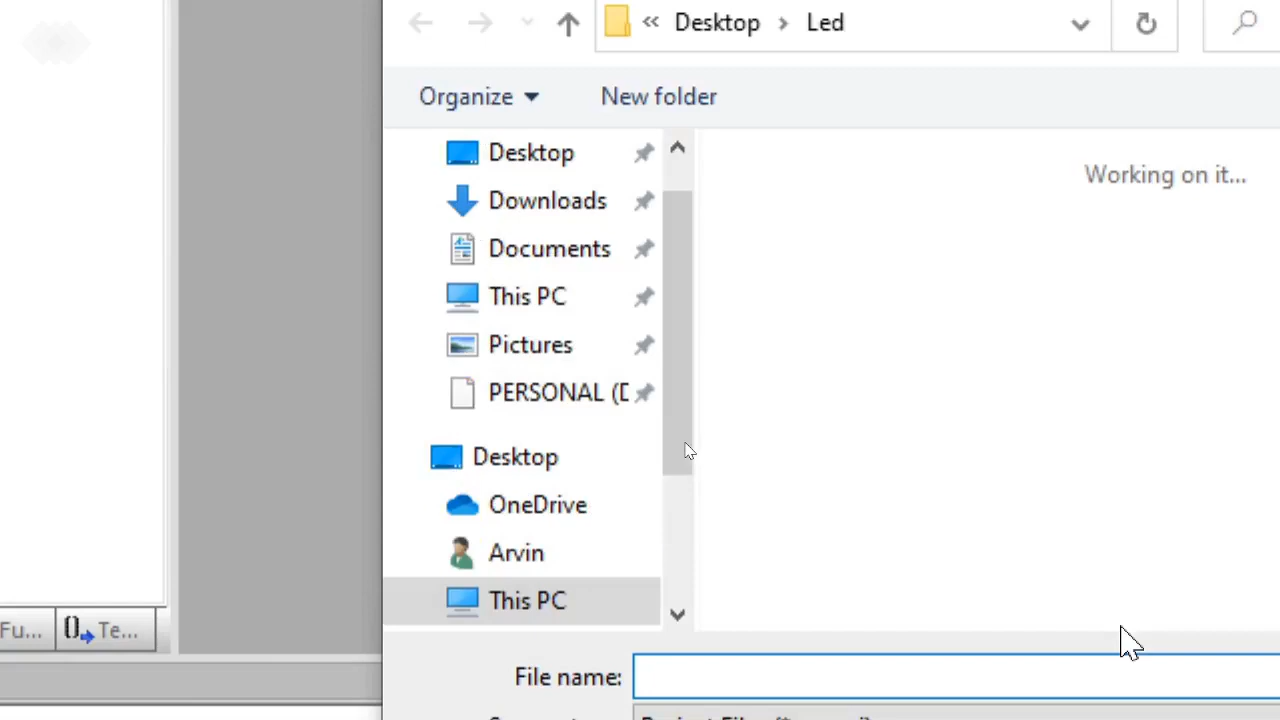 « Desktop › Led
Organize New folder
Desktop
Working on it...
Downloads
Documents
This PC
Pictures
PERSONAL (D
Desktop
OneDrive
Arvin
This PC
Fu... {} Te...
File name: